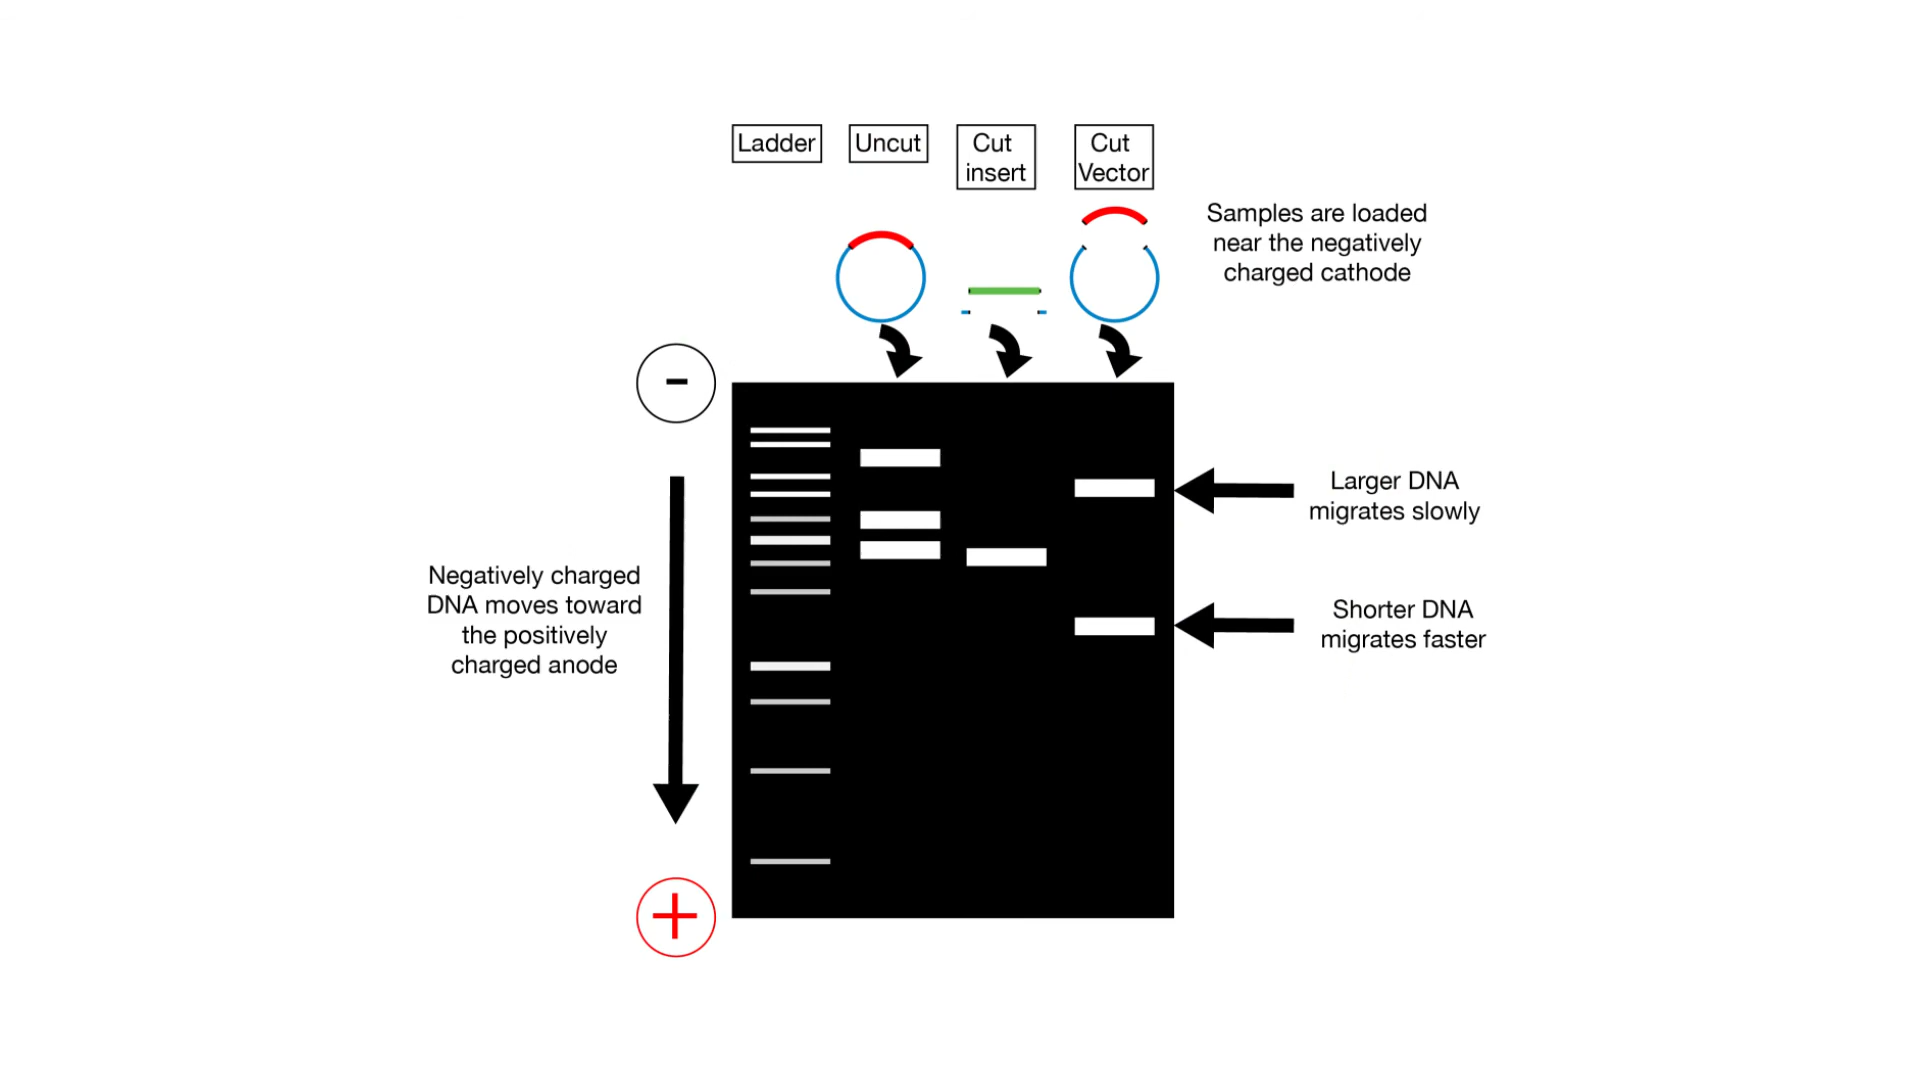 Ladder
Uncut
Cut
insert
Cut
Vector
Samples are loaded
near the negatively
charged cathode
-
Larger DNA
migrates slowly
Negatively charged
DNA moves toward
the positively
charged anode
Shorter DNA
migrates faster
+